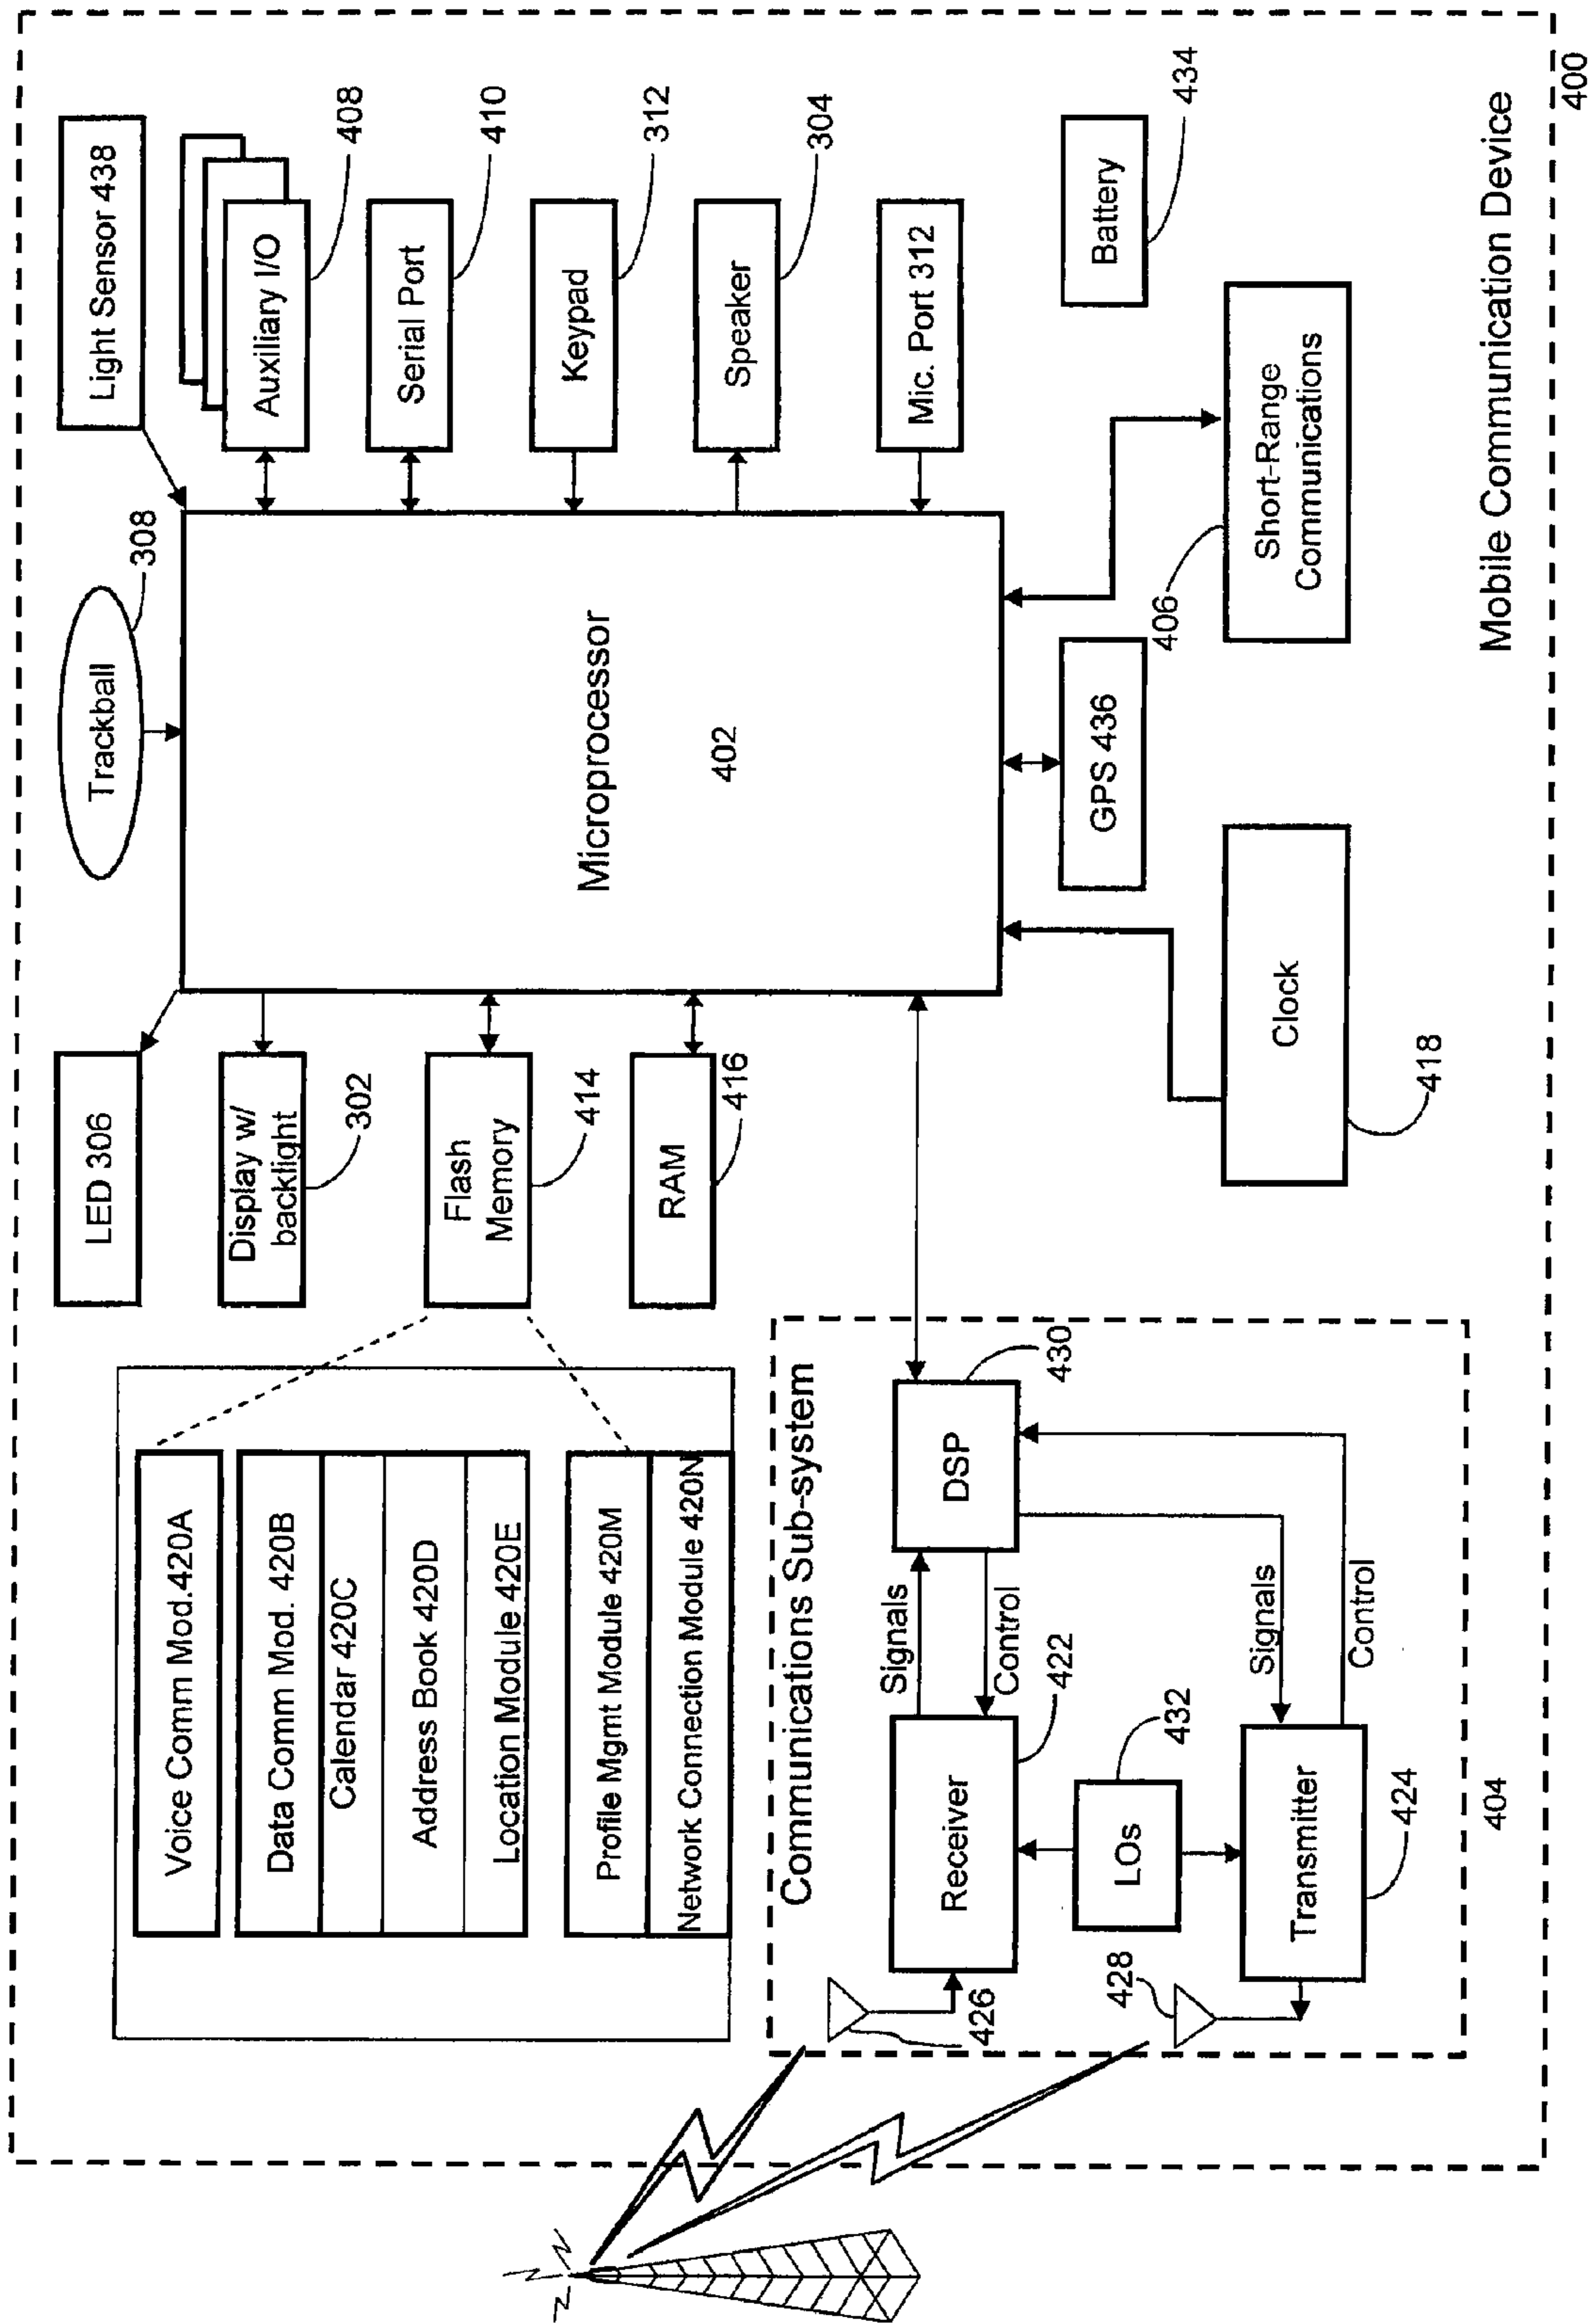 Trackball
308
Light Sensor 438
LED 306
Display w/
backlight
302
Auxiliary I/O
408
Voice Comm Mod.420A
Data Comm Mod. 420B
Calendar 420C
Address Book 420D
Location Module 420E
Profile Mgmt Module 420M
Network Connection Module 420N
Flash
Memory
414
Serial Port
410
Microprocessor
402
Keypad
312
RAM
416
Speaker
304
Communications Sub-system
Mic. Port 312
Receiver
422
Signals
Control
DSP
430
426
LOs
432
428
Transmitter
424
Signals
Control
404
GPS 436
Battery
434
Clock
418
406
Short-Range
Communications
Mobile Communication Device
400